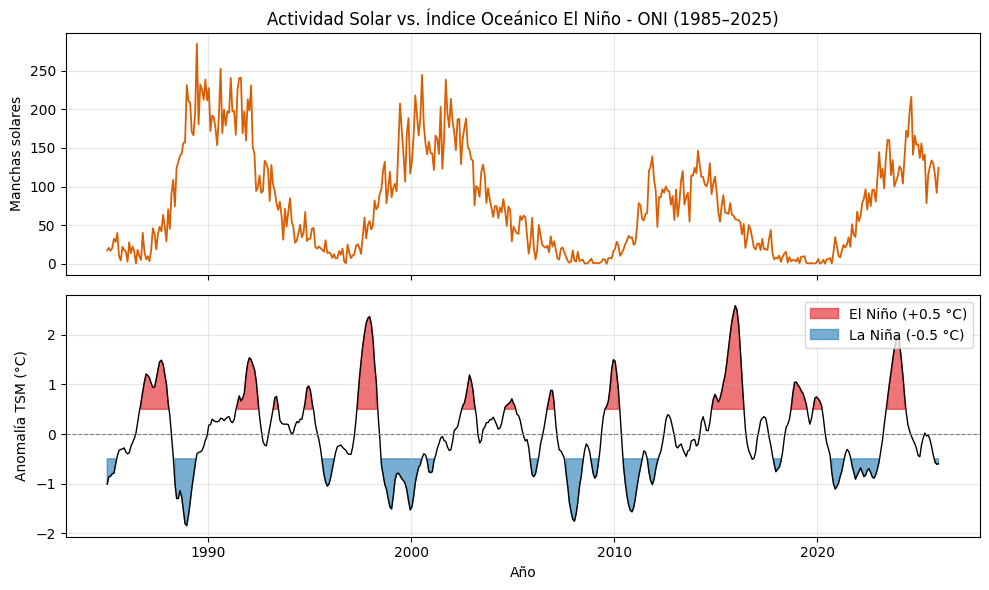 Actividad Solar vs. Índice Oceánico El Niño - ONI (1985–2025)
Manchas solares
250
200
150
100
50
0
Anomalía TSM (°C)
2
1
0
−1
−2
El Niño (+0.5 °C)
La Niña (-0.5 °C)
1990
2000
2010
2020
Año